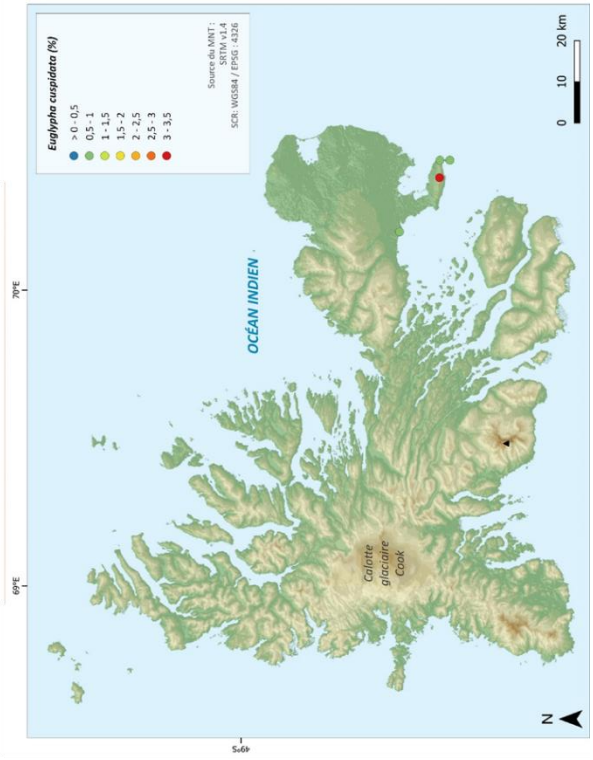 70°E
69°E
49°S
Euglypha cuspidata (%)
> 0 - 0,5
0,5 - 1
1 - 1,5
1,5 - 2
2 - 2,5
2,5 - 3
3 - 3,5
Source du MNT :
SRTM v1.4
SCR: WGS84 / EPSG : 4326
OCÉAN INDIEN
Calotte
glaciaire
Cook
N
0 10 20 km